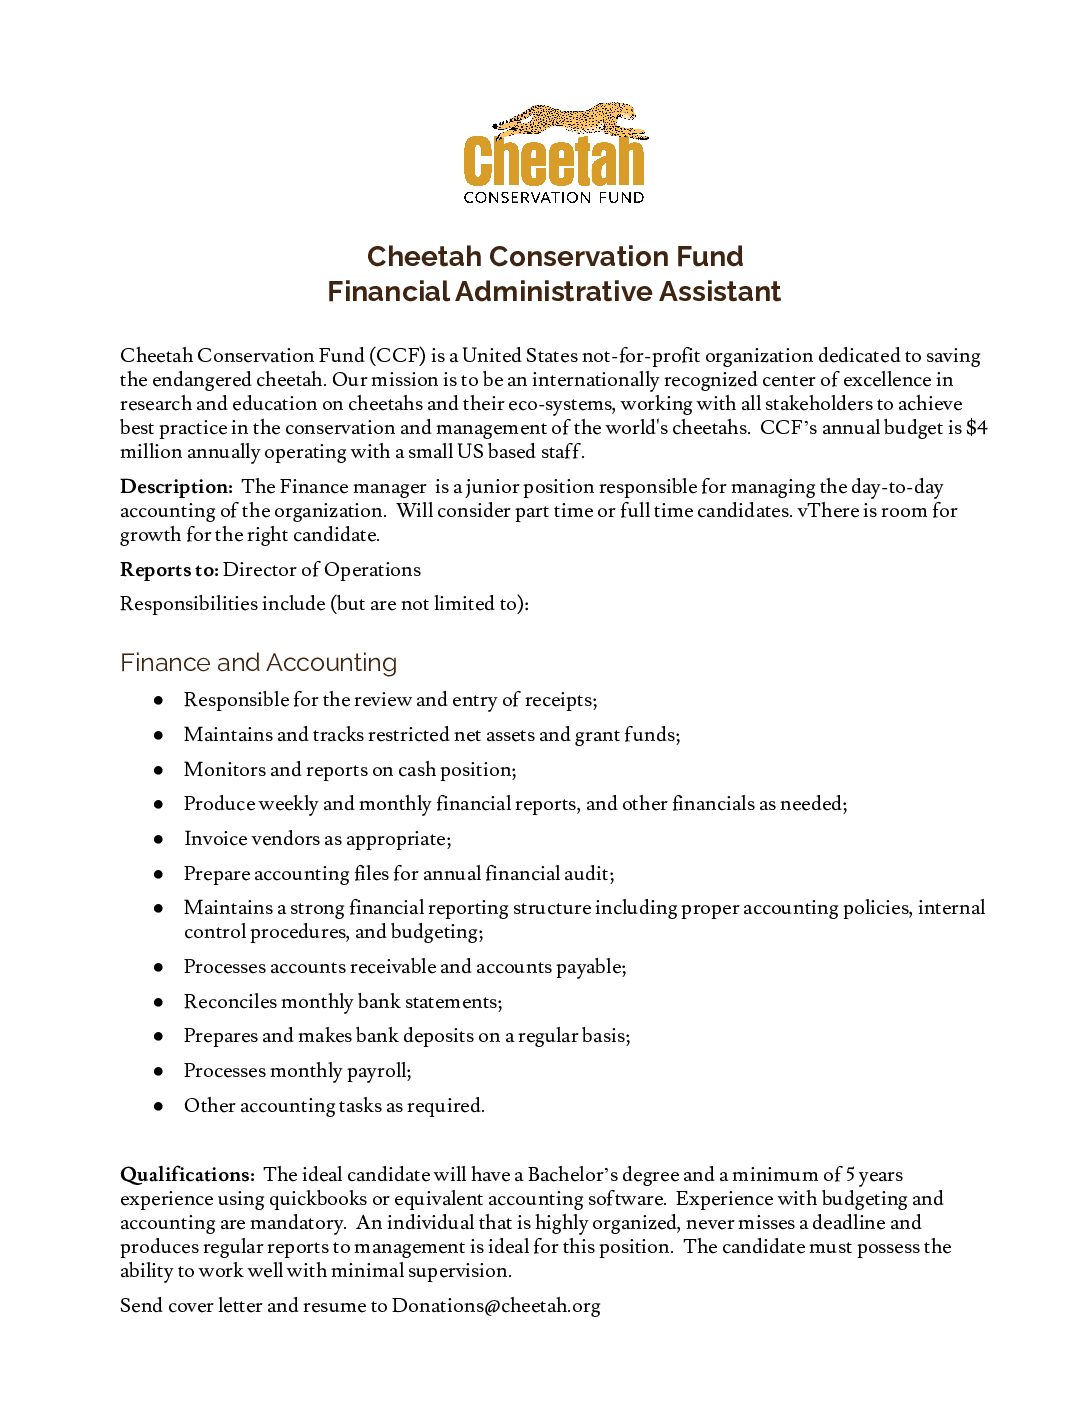 Cheetah
CONSERVATION FUND
Cheetah Conservation Fund
Financial Administrative Assistant
Cheetah Conservation Fund (CCF) is a United States not-for-profit organization dedicated to saving
the endangered cheetah. Our mission is to be an internationally recognized center of excellence in
research and education on cheetahs and their eco-systems, working with all stakeholders to achieve
best practice in the conservation and management of the world's cheetahs.  CCF's annual budget is $4
million annually operating with a small US based staff.
Description:  The Finance manager  is a junior position responsible for managing the day-to-day
accounting of the organization.  Will consider part time or full time candidates. vThere is room for
growth for the right candidate.
Reports to: Director of Operations
Responsibilities include (but are not limited to):
Finance and Accounting
● Responsible for the review and entry of receipts;
● Maintains and tracks restricted net assets and grant funds;
● Monitors and reports on cash position;
● Produce weekly and monthly financial reports, and other financials as needed;
● Invoice vendors as appropriate;
● Prepare accounting files for annual financial audit;
● Maintains a strong financial reporting structure including proper accounting policies, internal
control procedures, and budgeting;
● Processes accounts receivable and accounts payable;
● Reconciles monthly bank statements;
● Prepares and makes bank deposits on a regular basis;
● Processes monthly payroll;
● Other accounting tasks as required.
Qualifications:  The ideal candidate will have a Bachelor's degree and a minimum of 5 years
experience using quickbooks or equivalent accounting software.  Experience with budgeting and
accounting are mandatory.  An individual that is highly organized, never misses a deadline and
produces regular reports to management is ideal for this position.  The candidate must possess the
ability to work well with minimal supervision.
Send cover letter and resume to Donations@cheetah.org